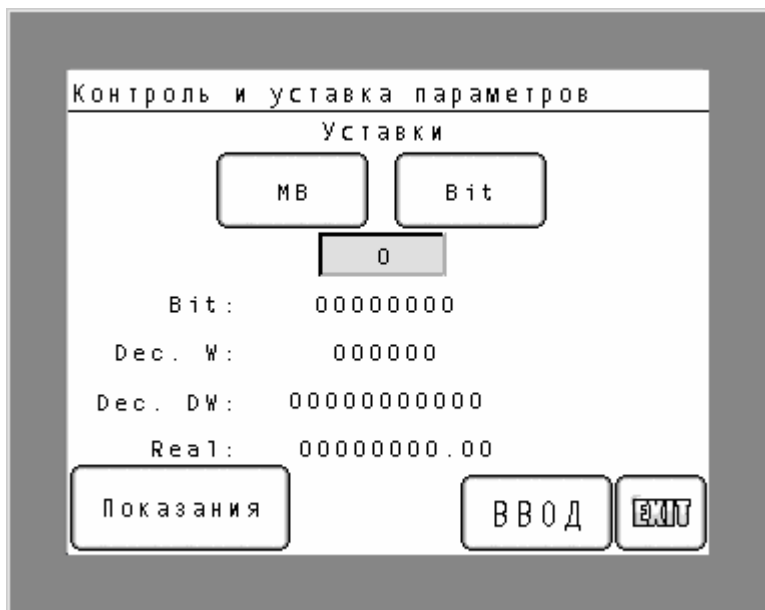 Контроль и уставка параметров
Уставки
MB Bit
0
Bit: 00000000
Dec. W: 000000
Dec. DW: 00000000000
Real: 00000000.00
Показания ВВОД EXIT